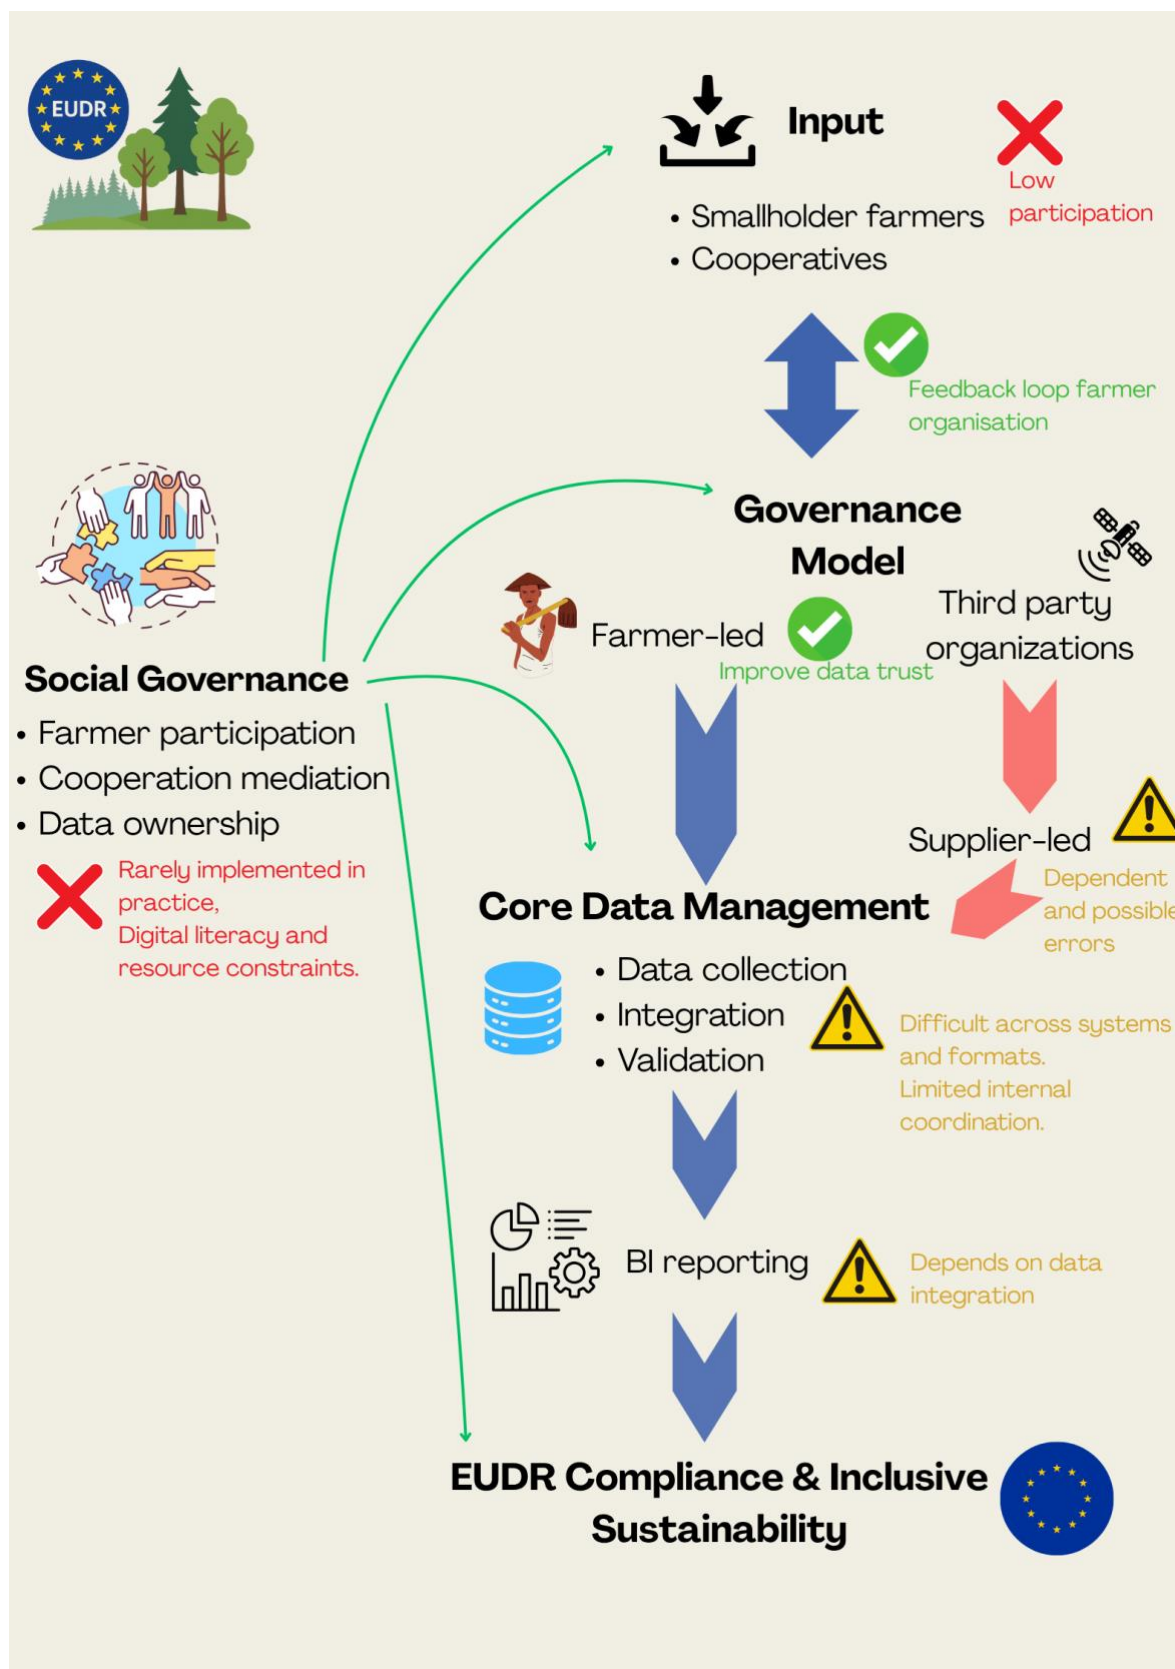 EUDR
Input
Low
participation
• Smallholder farmers
• Cooperatives
Feedback loop farmer
organisation
Governance
Model
Third party
organizations
Farmer-led
Improve data trust
Social Governance
• Farmer participation
• Cooperation mediation
• Data ownership
Rarely implemented in
practice,
Digital literacy and
resource constraints.
Supplier-led
Dependent
and possible
errors
Core Data Management
• Data collection
• Integration
• Validation
Difficult across systems
and formats.
Limited internal
coordination.
BI reporting
Depends on data
integration
EUDR Compliance & Inclusive
Sustainability